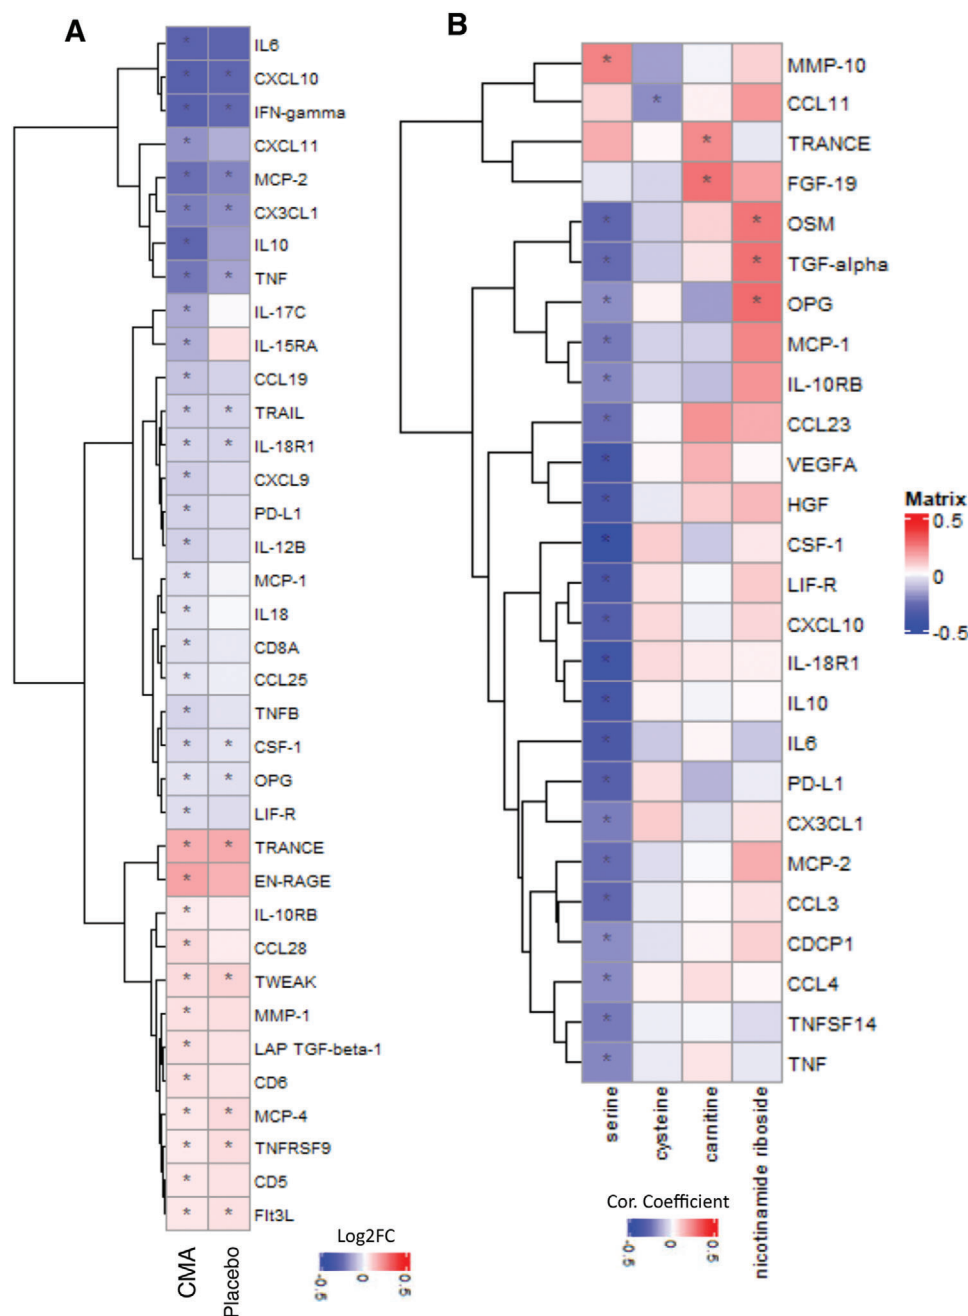 A
IL6
CXCL10
IFN-gamma
CXCL11
MCP-2
CX3CL1
IL10
TNF
IL-17C
IL-15RA
CCL19
TRAIL
IL-18R1
CXCL9
PD-L1
IL-12B
MCP-1
IL18
CD8A
CCL25
TNFB
CSF-1
OPG
LIF-R
TRANCE
EN-RAGE
IL-10RB
CCL28
TWEAK
MMP-1
LAP TGF-beta-1
CD6
MCP-4
TNFRSF9
CD5
Flt3L
CMA
Placebo
Log2FC
-0.5
0
0.5
B
MMP-10
CCL11
TRANCE
FGF-19
OSM
TGF-alpha
OPG
MCP-1
IL-10RB
CCL23
VEGFA
HGF
CSF-1
LIF-R
CXCL10
IL-18R1
IL10
IL6
PD-L1
CX3CL1
MCP-2
CCL3
CDCP1
CCL4
TNFSF14
TNF
serine
cysteine
carnitine
nicotinamide riboside
Cor. Coefficient
-0.5
0
0.5
Matrix
0.5
0
-0.5